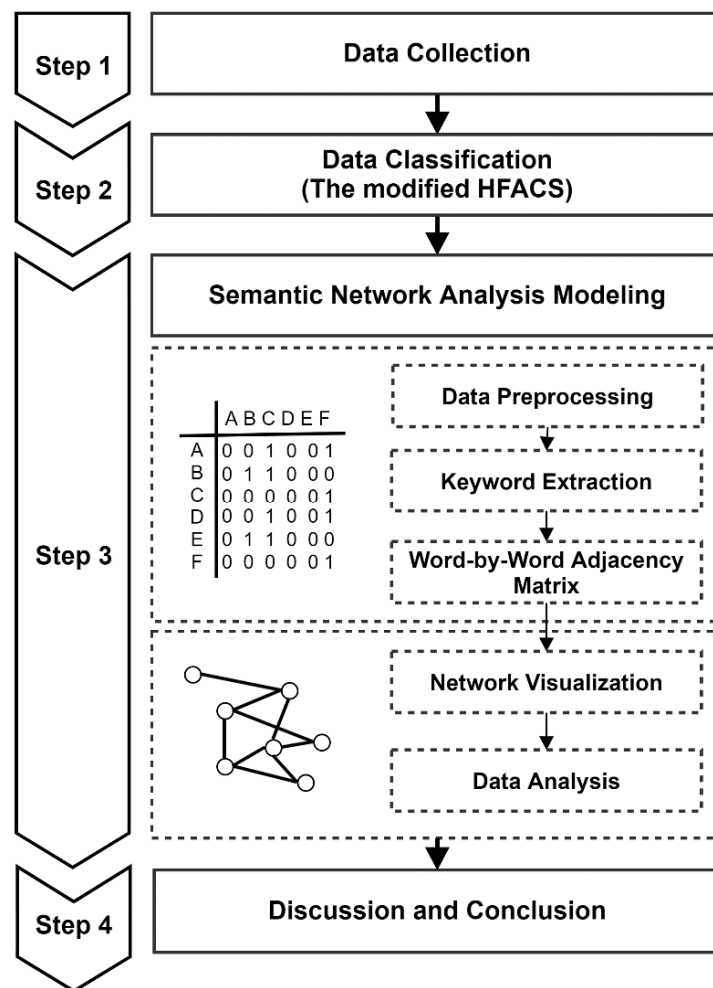 Step 1
Data Collection
Step 2
Data Classification
(The modified HFACS)
Step 3
Semantic Network Analysis Modeling
A B C D E F
A 0 0 1 0 0 1
B 0 1 1 0 0 0
C 0 0 0 0 0 1
D 0 0 1 0 0 1
E 0 1 1 0 0 0
F 0 0 0 0 0 1
Data Preprocessing
Keyword Extraction
Word-by-Word Adjacency
Matrix
Network Visualization
Data Analysis
Step 4
Discussion and Conclusion